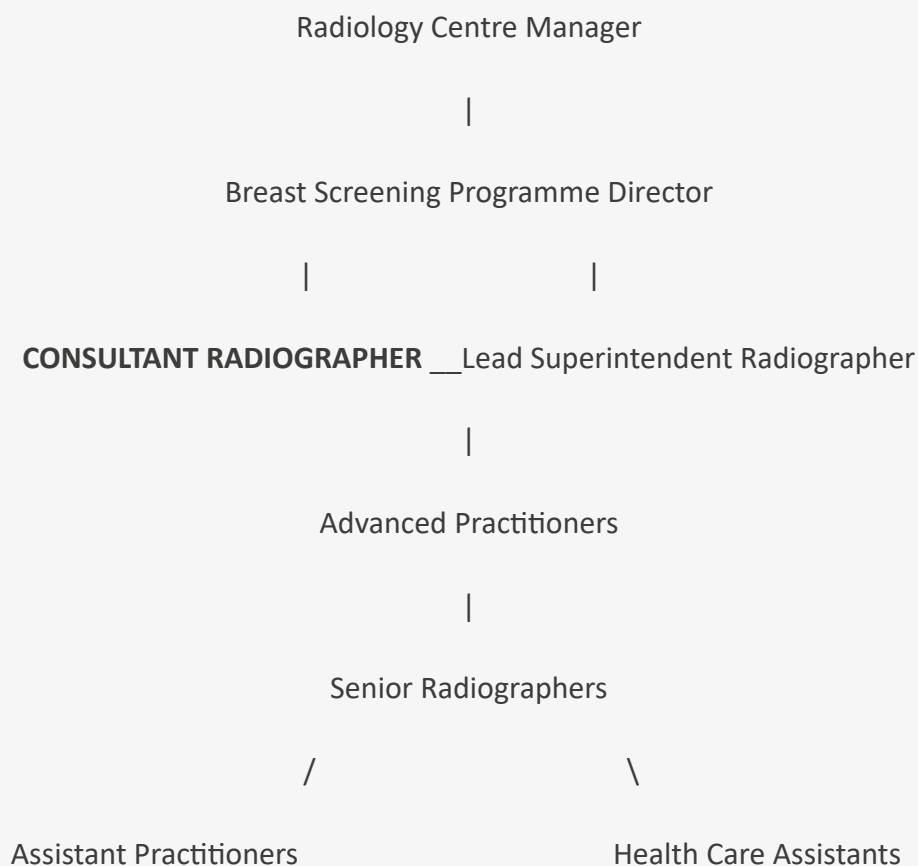 Radiology Centre Manager
|
Breast Screening Programme Director
| |
CONSULTANT RADIOGRAPHER __Lead Superintendent Radiographer
|
Advanced Practitioners
|
Senior Radiographers
/ \
Assistant Practitioners Health Care Assistants